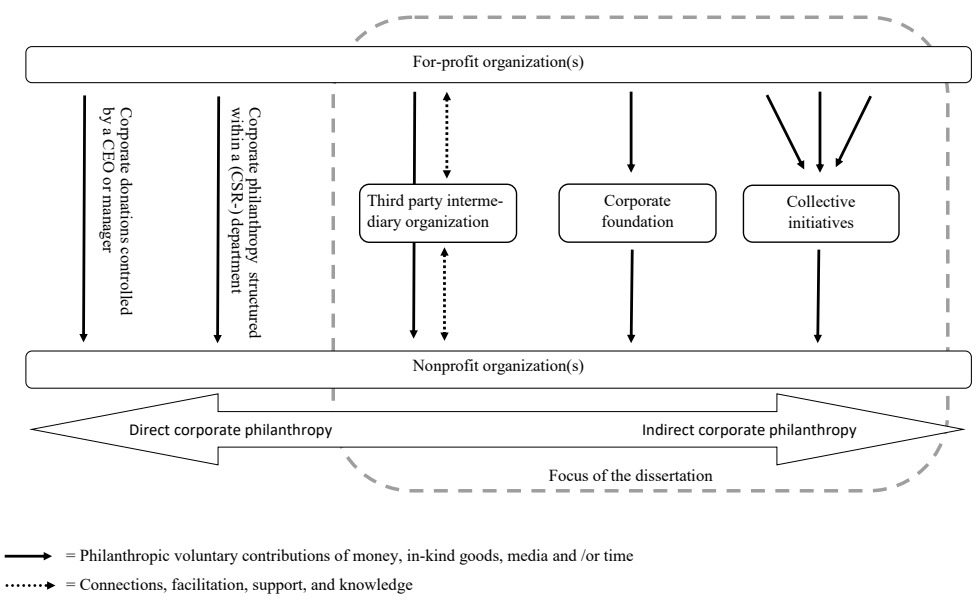 For-profit organization(s)
Corporate donations controlled
by a CEO or manager
Corporate philanthropy structured
within a (CSR-) department
Third party interme-
diary organization
Corporate
foundation
Collective
initiatives
Nonprofit organization(s)
Direct corporate philanthropy
Indirect corporate philanthropy
Focus of the dissertation
= Philanthropic voluntary contributions of money, in-kind goods, media and /or time
= Connections, facilitation, support, and knowledge